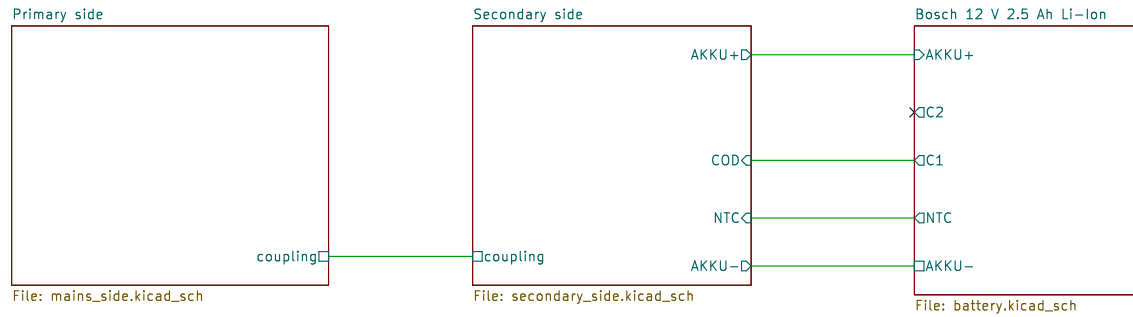 Primary side
coupling
File: mains_side.kicad_sch
Secondary side
AKKU+
COD
NTC
coupling
AKKU-
File: secondary_side.kicad_sch
Bosch 12 V 2.5 Ah Li-Ion
AKKU+
C2
C1
NTC
AKKU-
File: battery.kicad_sch